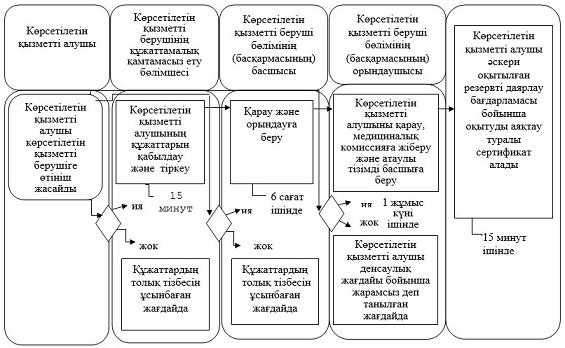 Көрсетілетін
қызметті алушы
Көрсетілетін
қызметті
берушінің
құжаттамалық
қамтамасыз ету
бөлімшесі
Көрсетілетін
қызметті беруші
бөлімінің
(басқармасының)
басшысы
Көрсетілетін
қызметті беруші
бөлімінің
(басқармасының)
орындаушысы
Көрсетілетін
қызметті алушы
әскери
оқытылған
резервті даярлау
бағдарламасы
бойынша
оқытуды аяқтау
туралы
сертификат
алады
Көрсетілетін
қызметті
алушы
көрсетілетін
қызметті
берушіге
өтініш
жасайды
Көрсетілетін
қызметті
алушының
құжаттарын
қабылдау
және тіркеу
Қарау және
орындауға
беру
Көрсетілетін
қызметті
алушыны қарау,
медициналық
комиссияға жіберу
және атаулы
тізімді басшыға
беру
ия
15
минут
жоқ
ия
6 сағат
ішінде
жоқ
ия
1 жұмыс
күні
ішінде
жоқ
15 минут
ішінде
Құжаттардың
толық тізбесін
ұсынбаған
жағдайда
Құжаттардың
толық тізбесін
ұсынбаған
жағдайда
Көрсетілетін
қызметті алушы
денсаулық
жағдайы бойынша
жарамсыз деп
танылған
жағдайда